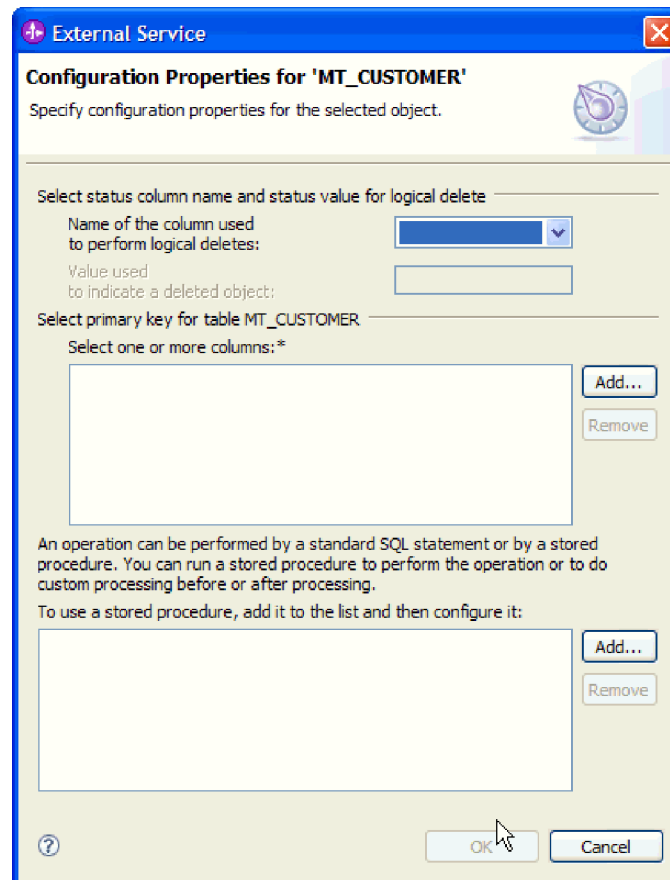 External Service
Configuration Properties for 'MT_CUSTOMER'
Specify configuration properties for the selected object.
Select status column name and status value for logical delete
Name of the column used
to perform logical deletes:
Value used
to indicate a deleted object:
Select primary key for table MT_CUSTOMER
Select one or more columns:*
Add...
Remove
An operation can be performed by a standard SQL statement or by a stored
procedure. You can run a stored procedure to perform the operation or to do
custom processing before or after processing.
To use a stored procedure, add it to the list and then configure it:
Add...
Remove
?
OK
Cancel